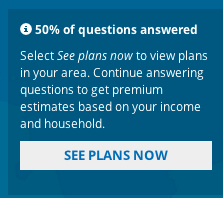 50% of questions answered
Select See plans now to view plans
in your area. Continue answering
questions to get premium
estimates based on your income
and household.
SEE PLANS NOW